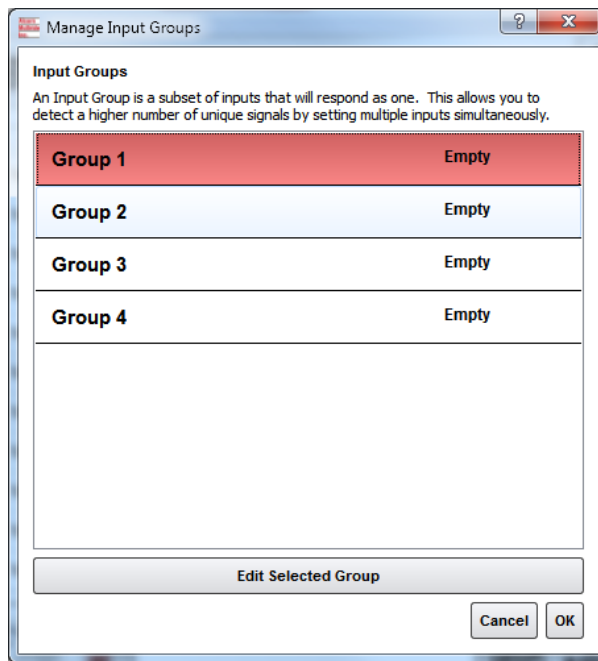 Manage Input Groups
Input Groups
An Input Group is a subset of inputs that will respond as one. This allows you to
detect a higher number of unique signals by setting multiple inputs simultaneously.
Group 1 Empty
Group 2 Empty
Group 3 Empty
Group 4 Empty
Edit Selected Group
Cancel OK